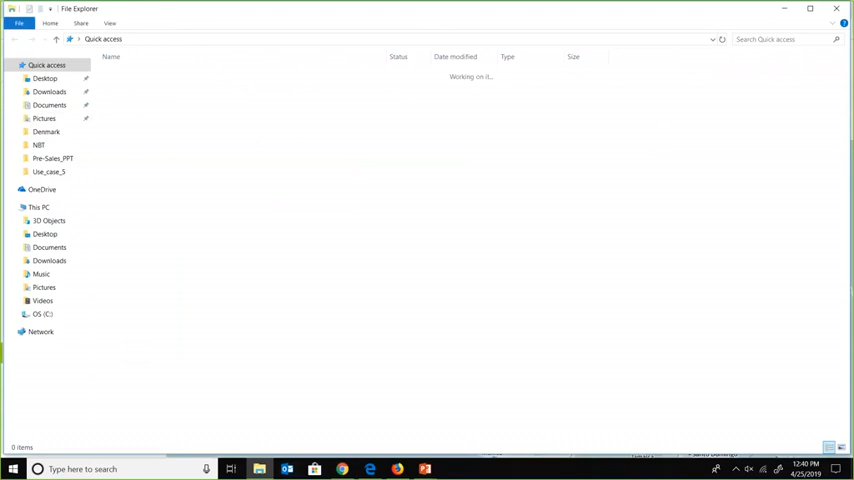 File Explorer
File Home Share View
Quick access
Search Quick access
Name Status Date modified Type Size
Working on it...
Quick access
Desktop
Downloads
Documents
Pictures
Denmark
NBT
Pre-Sales_PPT
Use_case_5
OneDrive
This PC
3D Objects
Desktop
Documents
Downloads
Music
Pictures
Videos
OS (C:)
Network
0 items
Santo Domingo
Type here to search
12:40 PM
4/25/2019